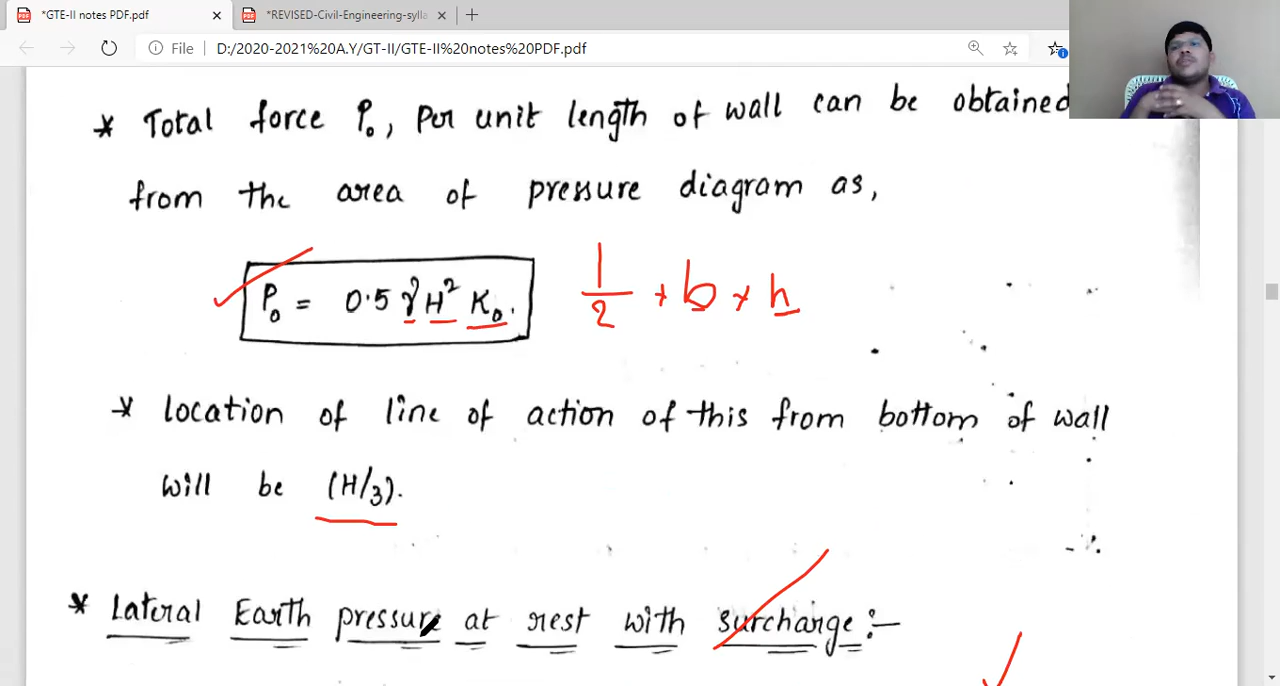 *GTE-II notes PDF.pdf
*REVISED-Civil-Engineering-sylla
File D:/2020-2021%20A.Y/GT-II/GTE-II%20notes%20PDF.pdf
* Total force P₀, Per unit length of wall can be obtained
from the area of pressure diagram as,
P₀ = 0.5 γ H² K₀. 1/2 * b * h
* location of line of action of this from bottom of wall
will be (H/3).
* Lateral Earth pressure at rest with surcharge:-